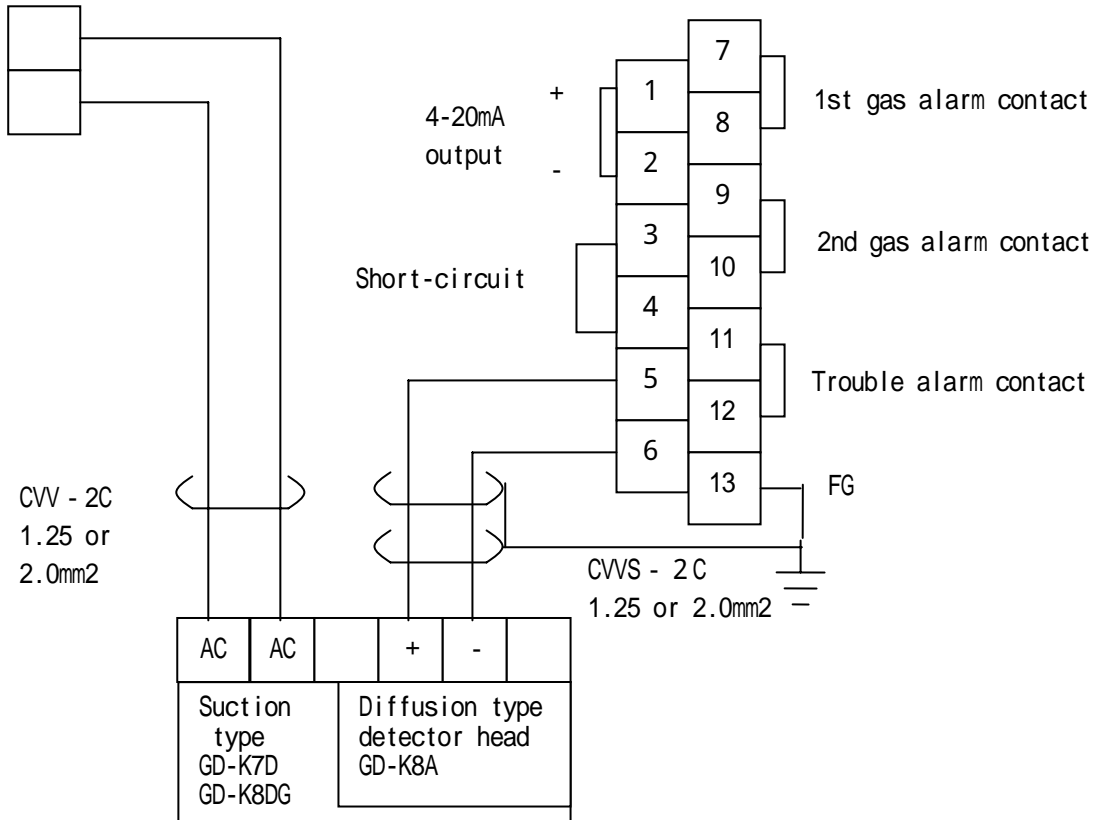 7
1st gas alarm contact
+
1
4-20mA
output
8
-
2
9
2nd gas alarm contact
3
10
Short-circuit
4
11
5
Trouble alarm contact
12
6
13
FG
CVV - 2C
1.25 or
2.0mm2
CVVS - 2C
1.25 or 2.0mm2
AC
AC
+
-
Suction
type
GD-K7D
GD-K8DG
Diffusion type
detector head
GD-K8A